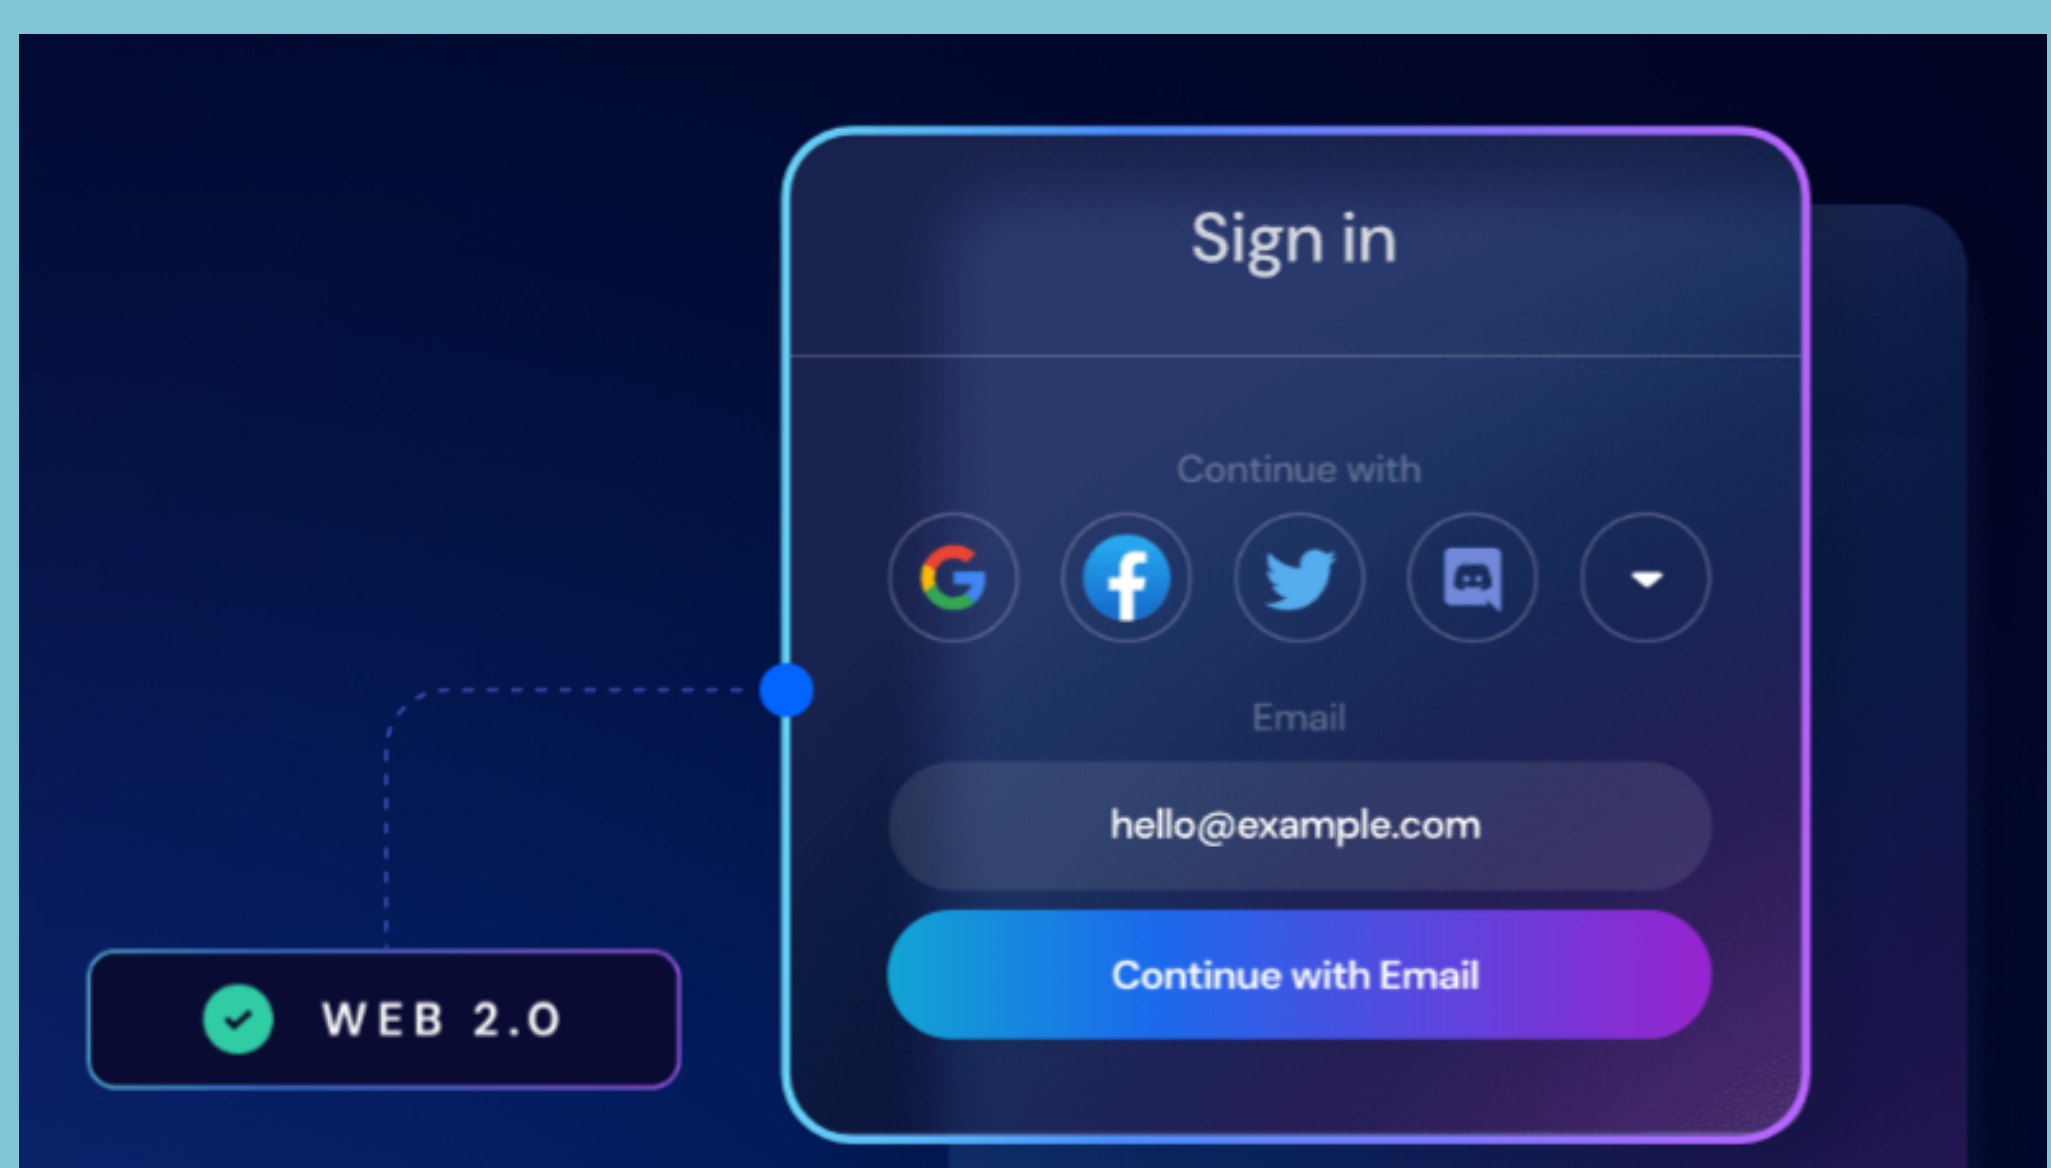 Sign in
Continue with
Email
hello@example.com
Continue with Email
WEB 2.0